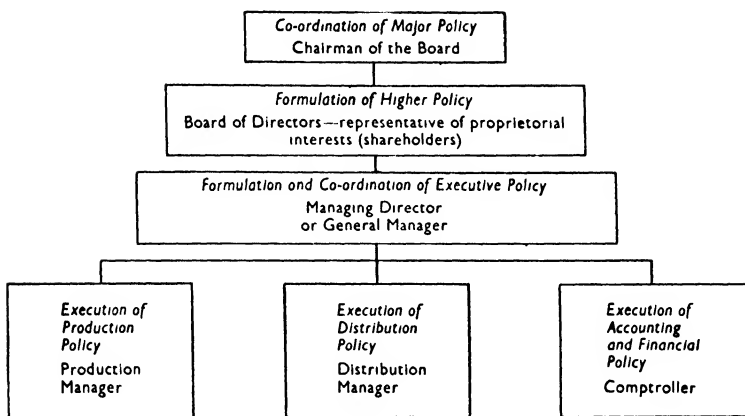 Co-ordination of Major Policy
Chairman of the Board
Formulation of Higher Policy
Board of Directors—representative of proprietorial
interests (shareholders)
Formulation and Co-ordination of Executive Policy
Managing Director
or General Manager
Execution of
Production
Policy
Production
Manager
Execution of
Distribution
Policy
Distribution
Manager
Execution of
Accounting
and Financial
Policy
Comptroller